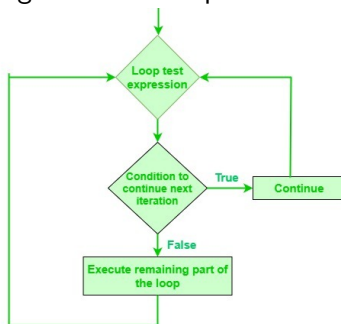 Loop test
expression
Condition to
continue next
iteration
True
Continue
False
Execute remaining part of
the loop